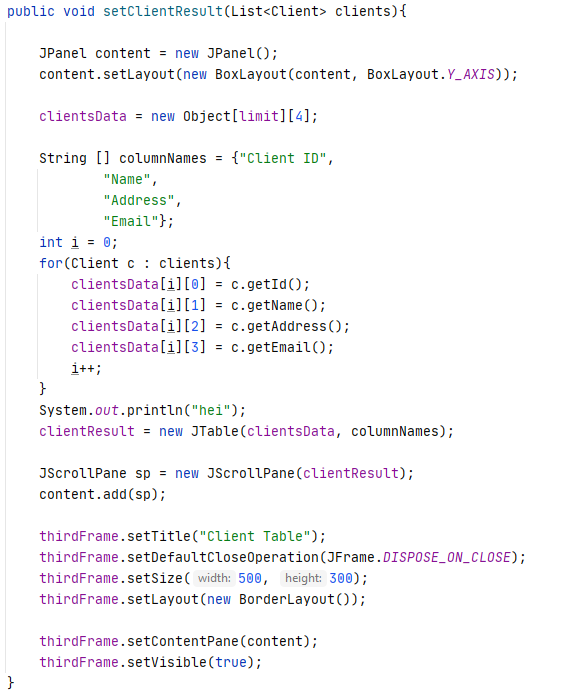 public void setClientResult(List<Client> clients){
JPanel content = new JPanel();
content.setLayout(new BoxLayout(content, BoxLayout.Y_AXIS));
clientsData = new Object[limit][4];
String [] columnNames = {"Client ID",
"Name",
"Address",
"Email"};
int i = 0;
for(Client c : clients){
clientsData[i][0] = c.getId();
clientsData[i][1] = c.getName();
clientsData[i][2] = c.getAddress();
clientsData[i][3] = c.getEmail();
i++;
}
System.out.println("hei");
clientResult = new JTable(clientsData, columnNames);
JScrollPane sp = new JScrollPane(clientResult);
content.add(sp);
thirdFrame.setTitle("Client Table");
thirdFrame.setDefaultCloseOperation(JFrame.DISPOSE_ON_CLOSE);
thirdFrame.setSize( width: 500, height: 300);
thirdFrame.setLayout(new BorderLayout());
thirdFrame.setContentPane(content);
thirdFrame.setVisible(true);
}